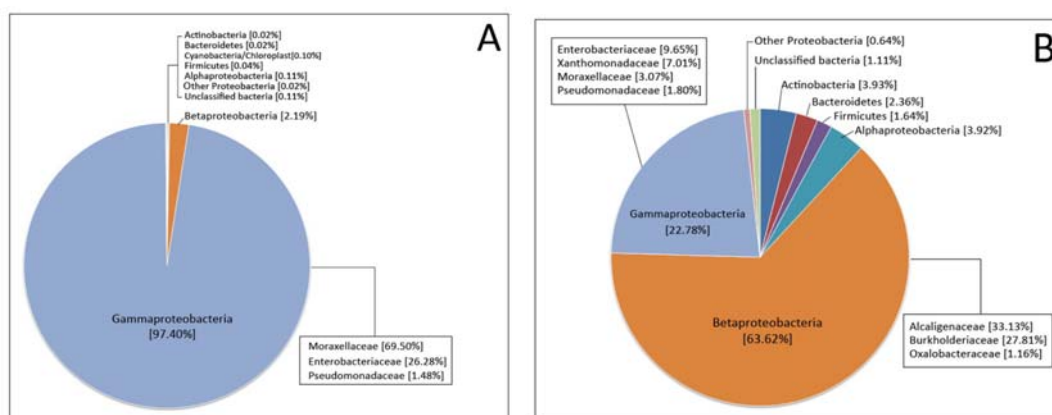 A
Actinobacteria [0.02%]
Bacteroidetes [0.02%]
Cyanobacteria/Chloroplast[0.10%]
Firmicutes [0.04%]
Alphaproteobacteria [0.11%]
Other Proteobacteria [0.02%]
Unclassified bacteria [0.11%]
Betaproteobacteria [2.19%]
Gammaproteobacteria
[97.40%]
Moraxellaceae [69.50%]
Enterobacteriaceae [26.28%]
Pseudomonadaceae [1.48%]
B
Enterobacteriaceae [9.65%]
Xanthomonadaceae [7.01%]
Moraxellaceae [3.07%]
Pseudomonadaceae [1.80%]
Other Proteobacteria [0.64%]
Unclassified bacteria [1.11%]
Actinobacteria [3.93%]
Bacteroidetes [2.36%]
Firmicutes [1.64%]
Alphaproteobacteria [3.92%]
Gammaproteobacteria
[22.78%]
Betaproteobacteria
[63.62%]
Alcaligenaceae [33.13%]
Burkholderiaceae [27.81%]
Oxalobacteraceae [1.16%]